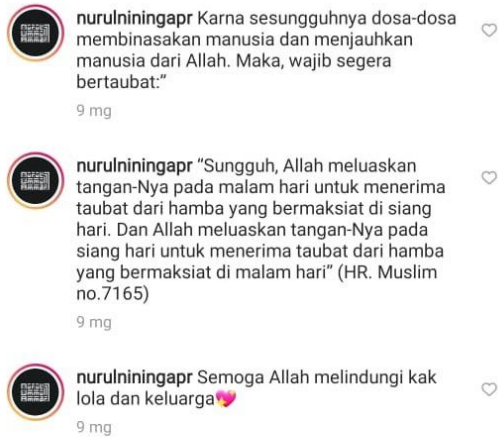 nurulniningapr Karna sesungguhnya dosa-dosa
membinasakan manusia dan menjauhkan
manusia dari Allah. Maka, wajib segera
bertaubat:”
9 mg
nurulniningapr “Sungguh, Allah meluaskan
tangan-Nya pada malam hari untuk menerima
taubat dari hamba yang bermaksiat di siang
hari. Dan Allah meluaskan tangan-Nya pada
siang hari untuk menerima taubat dari hamba
yang bermaksiat di malam hari“ (HR. Muslim
no.7165)
9 mg
nurulniningapr Semoga Allah melindungi kak
lola dan keluarga💖
9 mg